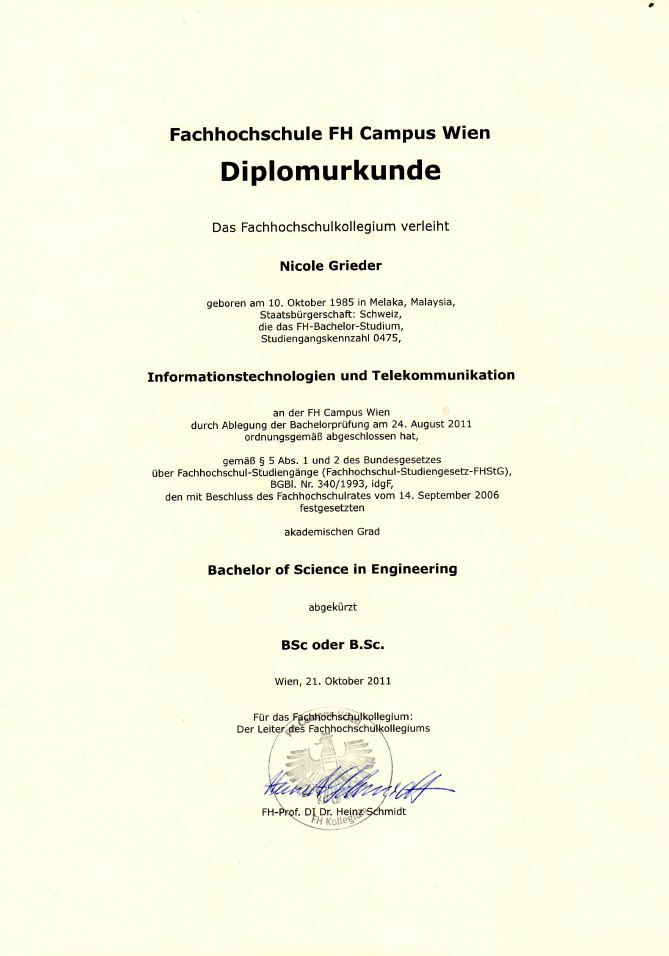 Fachhochschule FH Campus Wien
Diplomurkunde
Das Fachhochschulkollegium verleiht
Nicole Grieder
geboren am 10. Oktober 1985 in Melaka, Malaysia,
Staatsbürgerschaft: Schweiz,
die das FH-Bachelor-Studium,
Studiengangskennzahl 0475,
Informationstechnologien und Telekommunikation
an der FH Campus Wien
durch Ablegung der Bachelorprüfung am 24. August 2011
ordnungsgemäß abgeschlossen hat,
gemäß § 5 Abs. 1 und 2 des Bundesgesetzes
über Fachhochschul-Studiengänge (Fachhochschul-Studiengesetz-FHStG),
BGBl. Nr. 340/1993, idgF,
den mit Beschluss des Fachhochschulrates vom 14. September 2006
festgesetzten
akademischen Grad
Bachelor of Science in Engineering
abgekürzt
BSc oder B.Sc.
Wien, 21. Oktober 2011
Für das Fachhochschulkollegium:
Der Leiter des Fachhochschulkollegiums
FH-Prof. DI Dr. Heinz Schmidt
FH Kollegium